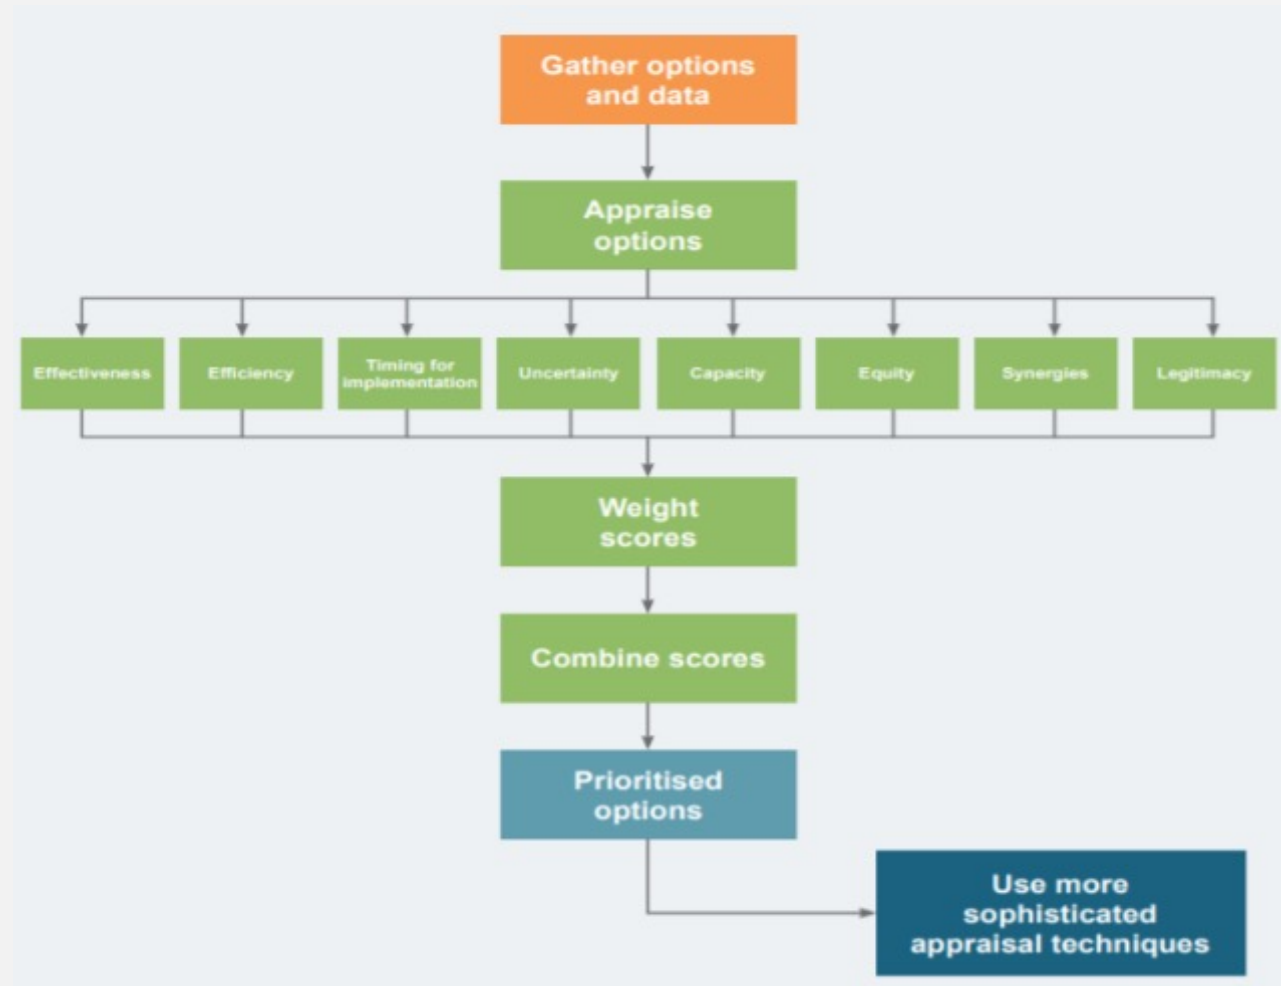 Gather options
and data
Appraise
options
Effectiveness
Efficiency
Timing for
implementation
Uncertainty
Capacity
Equity
Synergies
Legitimacy
Weight
scores
Combine scores
Prioritised
options
Use more
sophisticated
appraisal techniques